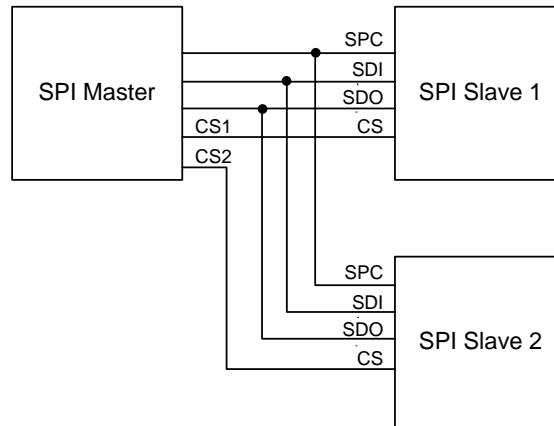 SPI Master
CS1
CS2
SPC
SDI
SDO
CS
SPI Slave 1
SPC
SDI
SDO
CS
SPI Slave 2